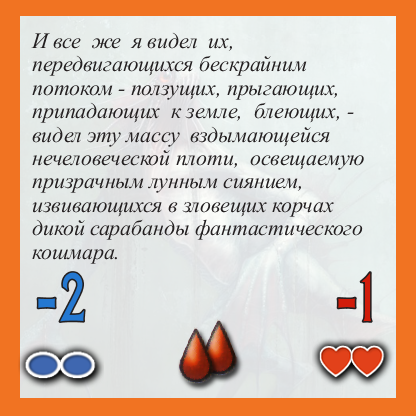 И все же я видел их,
передвигающихся бескрайним
потоком - ползущих, прыгающих,
припадающих к земле, блеющих, -
видел эту массу вздымающейся
нечеловеческой плоти, освещаемую
призрачным лунным сиянием,
извивающихся в зловещих корчах
дикой сарабанды фантастического
кошмара.
-2 -1